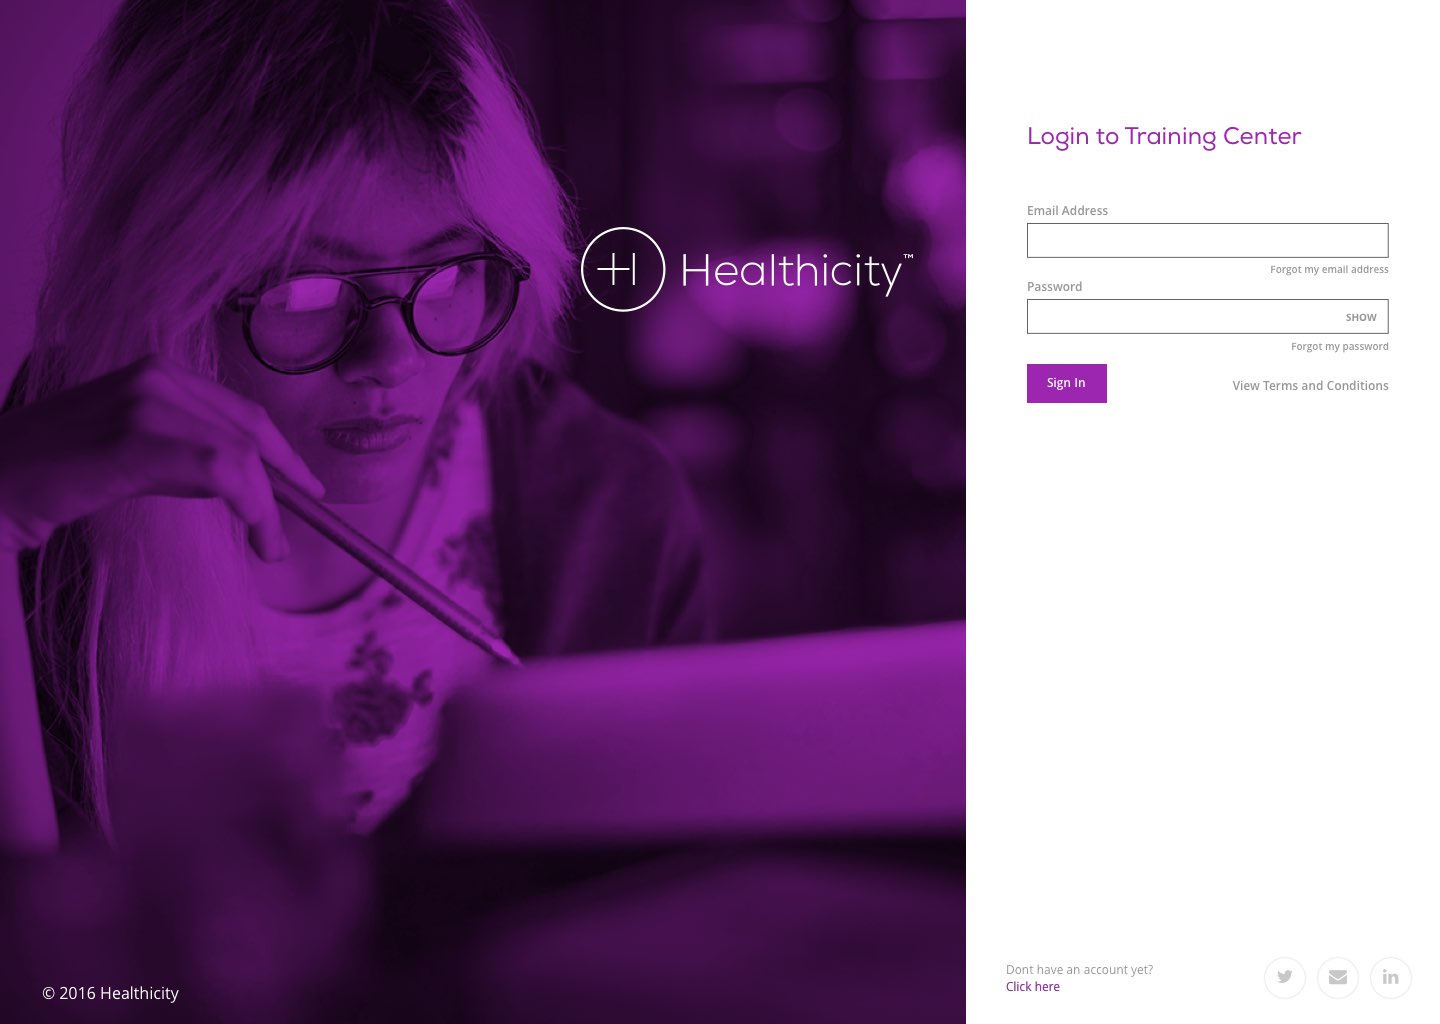 Healthicity™
© 2016 Healthicity
Login to Training Center
Email Address
Forgot my email address
Password
SHOW
Forgot my password
Sign In
View Terms and Conditions
Dont have an account yet?
Click here